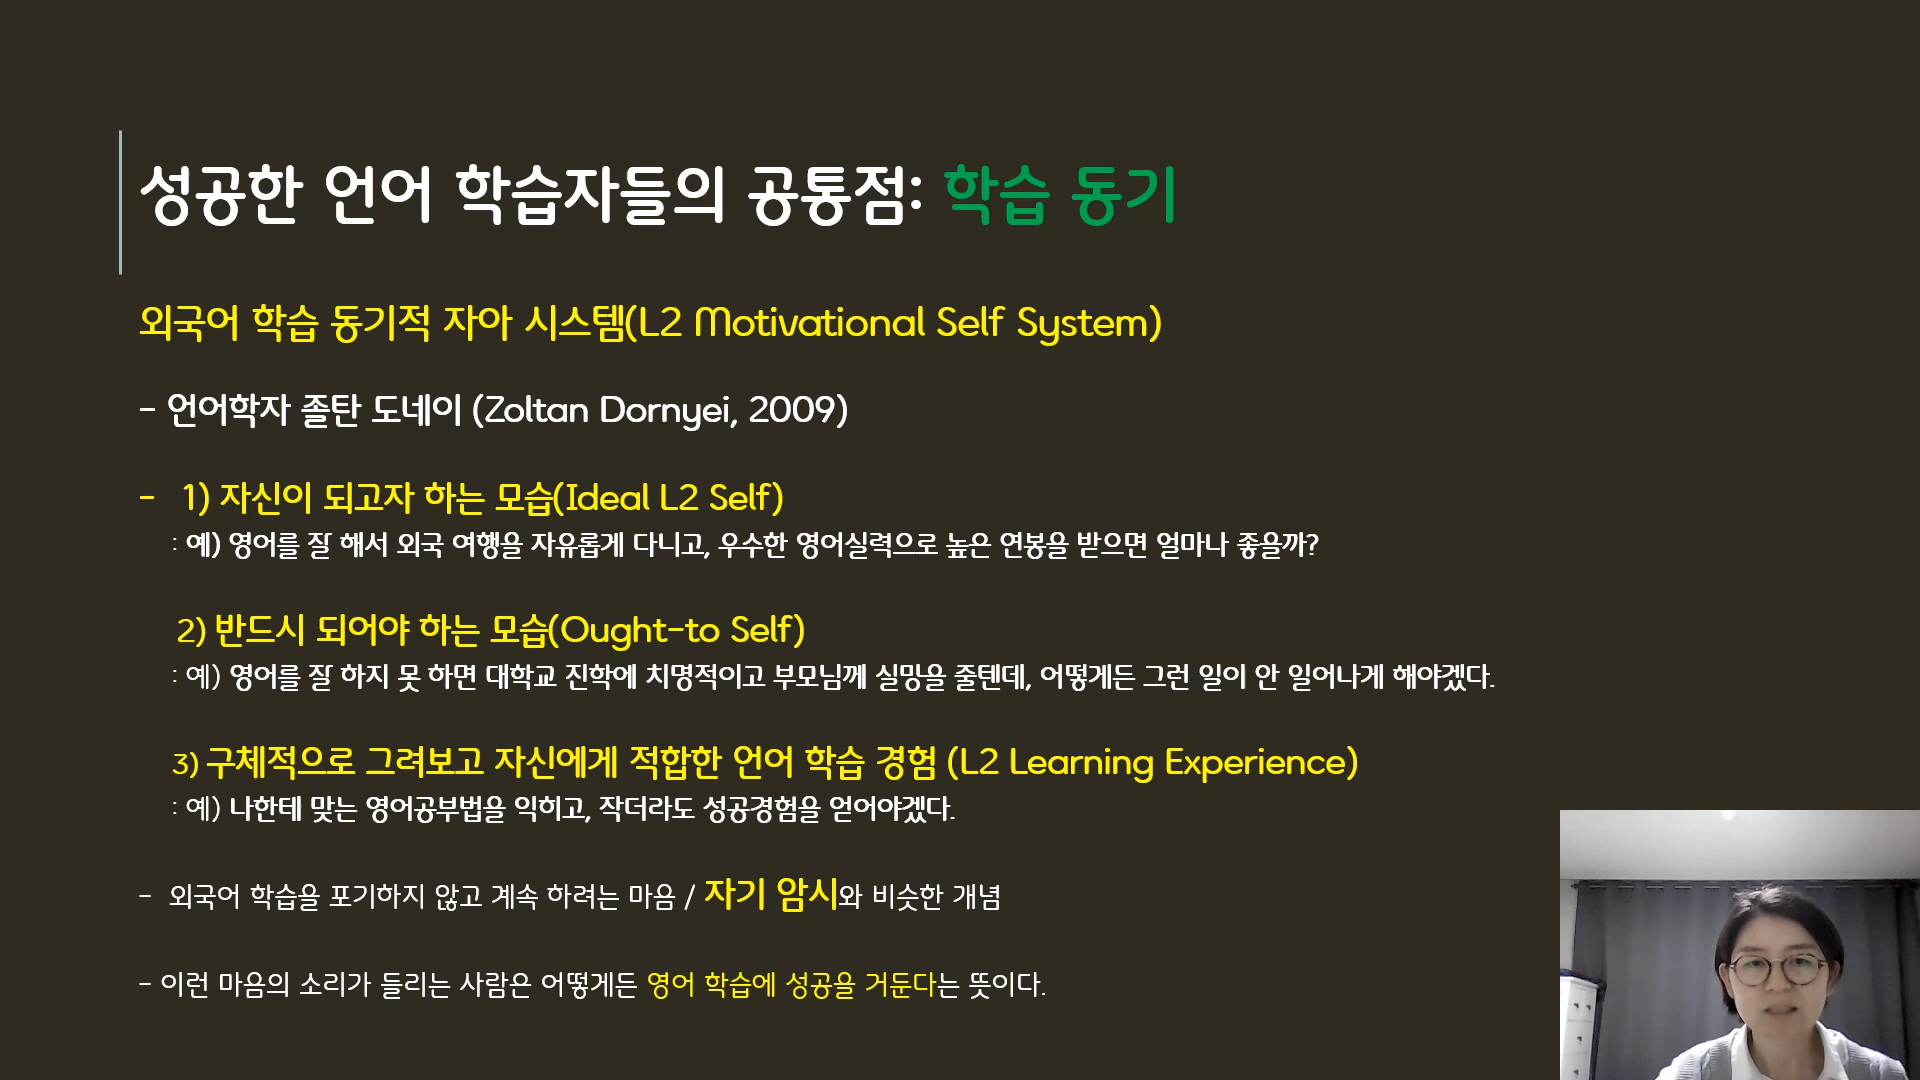 성공한 언어 학습자들의 공통점: 학습 동기
외국어 학습 동기적 자아 시스템(L2 Motivational Self System)
- 언어학자 졸탄 도네이 (Zoltan Dornyei, 2009)
- 1) 자신이 되고자 하는 모습(Ideal L2 Self)
: 예) 영어를 잘 해서 외국 여행을 자유롭게 다니고, 우수한 영어실력으로 높은 연봉을 받으면 얼마나 좋을까?
2) 반드시 되어야 하는 모습(Ought-to Self)
: 예) 영어를 잘 하지 못 하면 대학교 진학에 치명적이고 부모님께 실망을 줄텐데, 어떻게든 그런 일이 안 일어나게 해야겠다.
3) 구체적으로 그려보고 자신에게 적합한 언어 학습 경험 (L2 Learning Experience)
: 예) 나한테 맞는 영어공부법을 익히고, 작더라도 성공경험을 얻어야겠다.
- 외국어 학습을 포기하지 않고 계속 하려는 마음 / 자기 암시와 비슷한 개념
- 이런 마음의 소리가 들리는 사람은 어떻게든 영어 학습에 성공을 거둔다는 뜻이다.